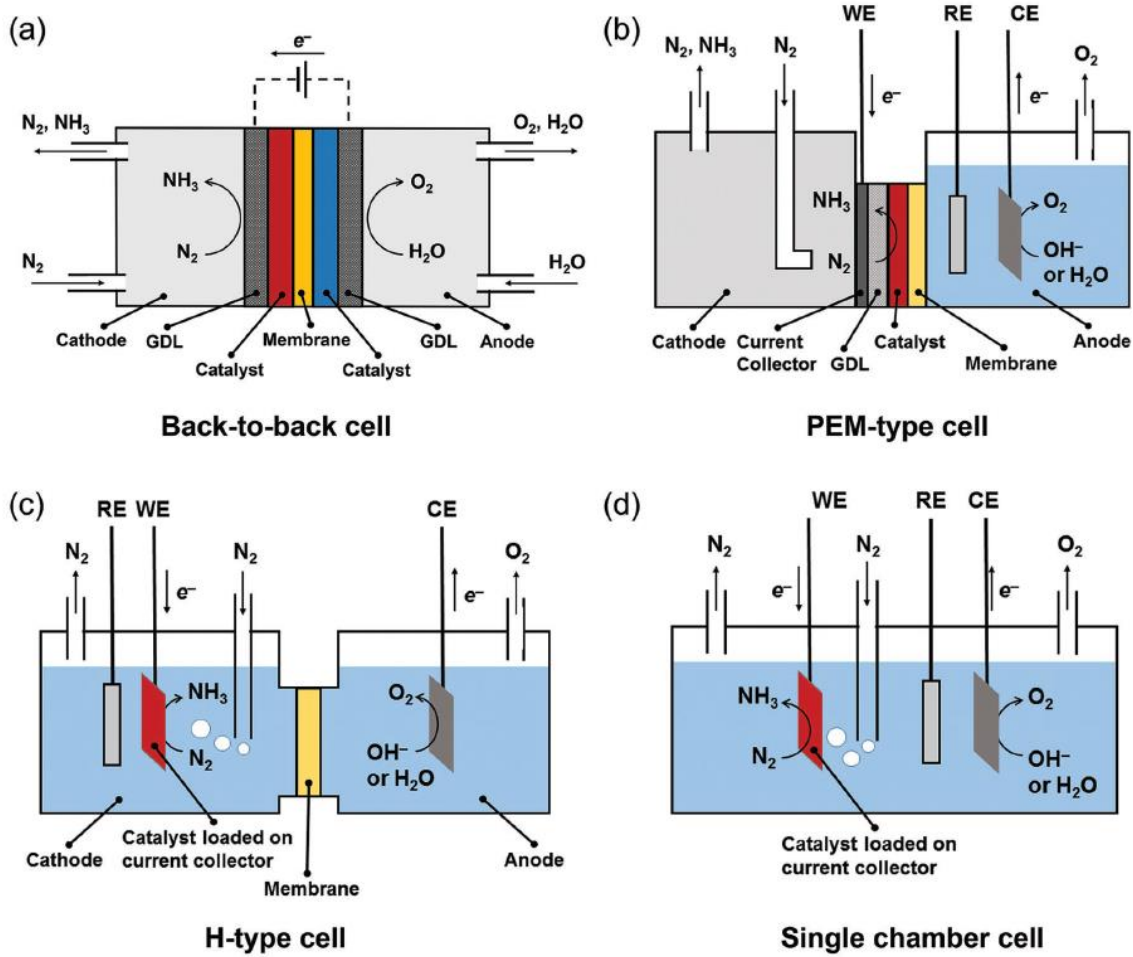 (a)
e⁻
N₂, NH₃
O₂, H₂O
NH₃
O₂
N₂
H₂O
N₂
H₂O
Cathode
GDL
Membrane
GDL
Anode
Catalyst
Catalyst
Back-to-back cell
(b)
WE
RE
CE
N₂, NH₃
N₂
O₂
e⁻
e⁻
NH₃
O₂
N₂
OH⁻
or H₂O
Cathode
Current
Collector
GDL
Catalyst
Membrane
Anode
PEM-type cell
(c)
RE
WE
CE
N₂
N₂
O₂
e⁻
e⁻
NH₃
O₂
N₂
OH⁻
or H₂O
Cathode
Catalyst loaded on
current collector
Membrane
Anode
H-type cell
(d)
WE
RE
CE
N₂
N₂
O₂
e⁻
e⁻
NH₃
O₂
N₂
OH⁻
or H₂O
Catalyst loaded on
current collector
Single chamber cell